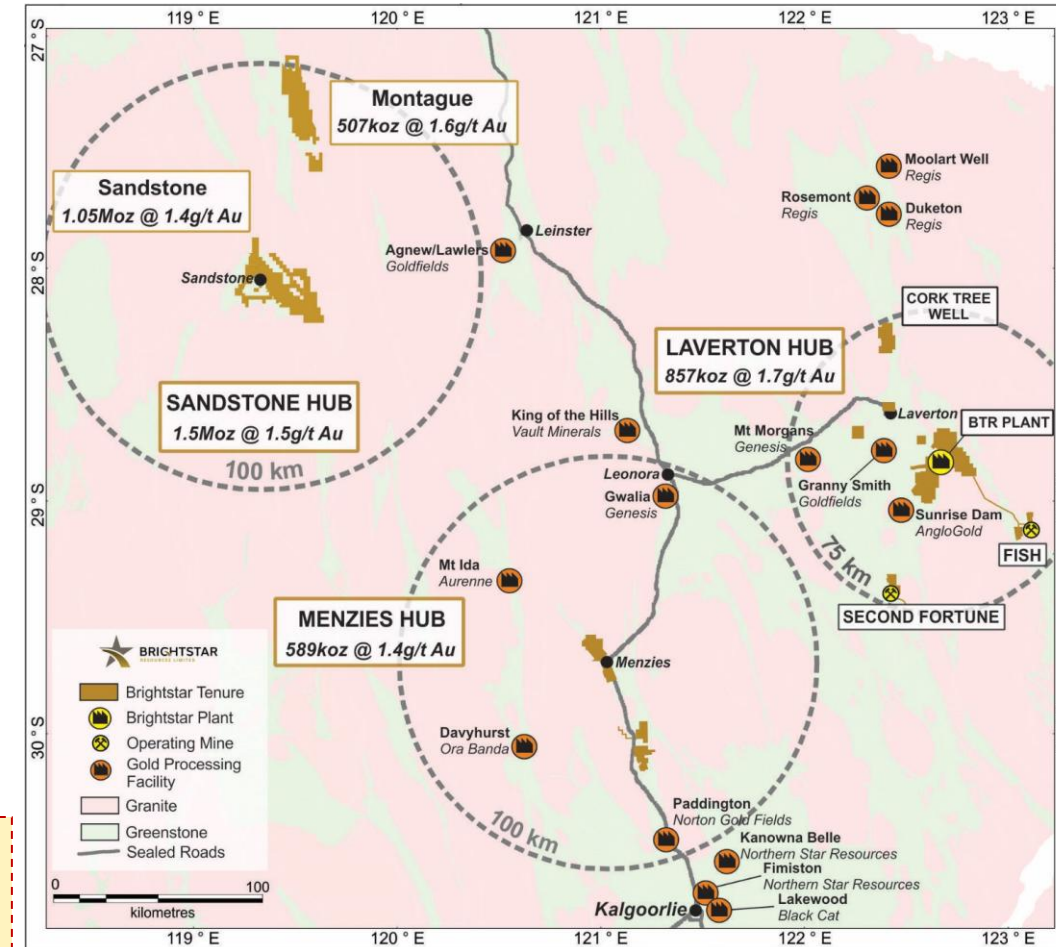 119 ° E
120 ° E
121 ° E
122 ° E
123 ° E
27 ° S
28 ° S
29 ° S
30 ° S
Montague
507koz @ 1.6g/t Au
Sandstone
1.05Moz @ 1.4g/t Au
Sandstone
SANDSTONE HUB
1.5Moz @ 1.5g/t Au
100 km
Leinster
Agnew/Lawlers
Goldfields
Moolart Well
Regis
Rosemont
Regis
Duketon
Regis
CORK TREE
WELL
LAVERTON HUB
857koz @ 1.7g/t Au
Laverton
BTR PLANT
King of the Hills
Vault Minerals
Mt Morgans
Genesis
Granny Smith
Goldfields
Leonora
Gwalia
Genesis
Sunrise Dam
AngloGold
FISH
75 km
SECOND FORTUNE
Mt Ida
Aurenne
MENZIES HUB
589koz @ 1.4g/t Au
Menzies
Davyhurst
Ora Banda
100 km
Paddington
Norton Gold Fields
Kanowna Belle
Northern Star Resources
Fimiston
Northern Star Resources
Lakewood
Black Cat
Kalgoorlie
BRIGHTSTAR
RESOURCES LIMITED
Brightstar Tenure
Brightstar Plant
Operating Mine
Gold Processing
Facility
Granite
Greenstone
Sealed Roads
0
100
kilometres
119 ° E
120 ° E
121 ° E
122 ° E
123 ° E